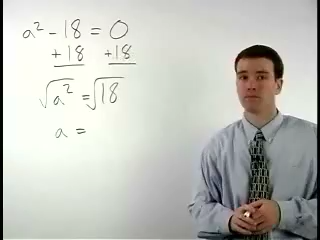 a² - 18 = 0
+18 +18
√a² = √18
a =